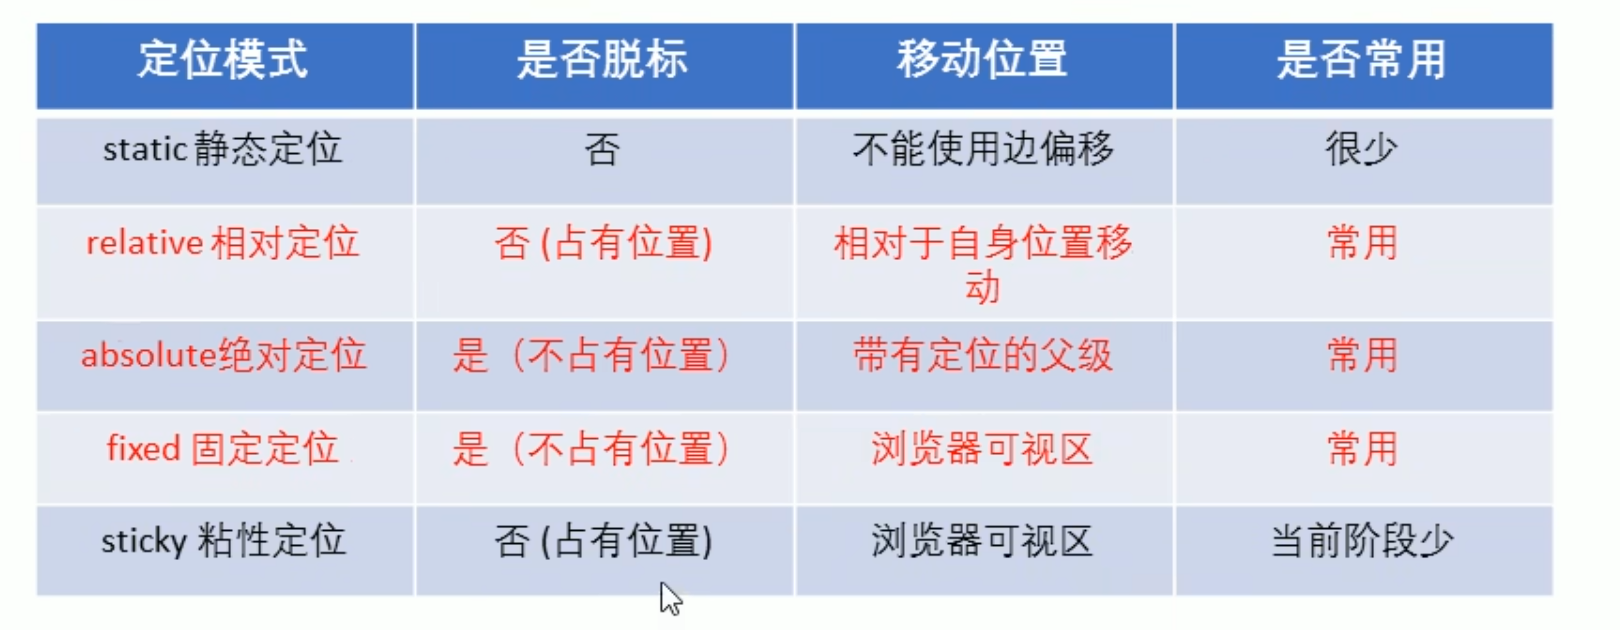 定位模式 是否脱标 移动位置 是否常用
static 静态定位 否 不能使用边偏移 很少
relative 相对定位 否 (占有位置) 相对于自身位置移 常用
动
absolute绝对定位 是（不占有位置） 带有定位的父级 常用
fixed 固定定位 是（不占有位置） 浏览器可视区 常用
sticky 粘性定位 否 (占有位置) 浏览器可视区 当前阶段少